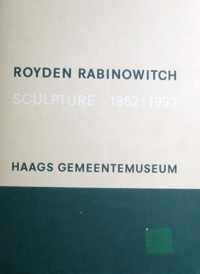 ROYDEN RABINOWITCH
SCULPTURE 1962/1992
HAAGS GEMEENTEMUSEUM